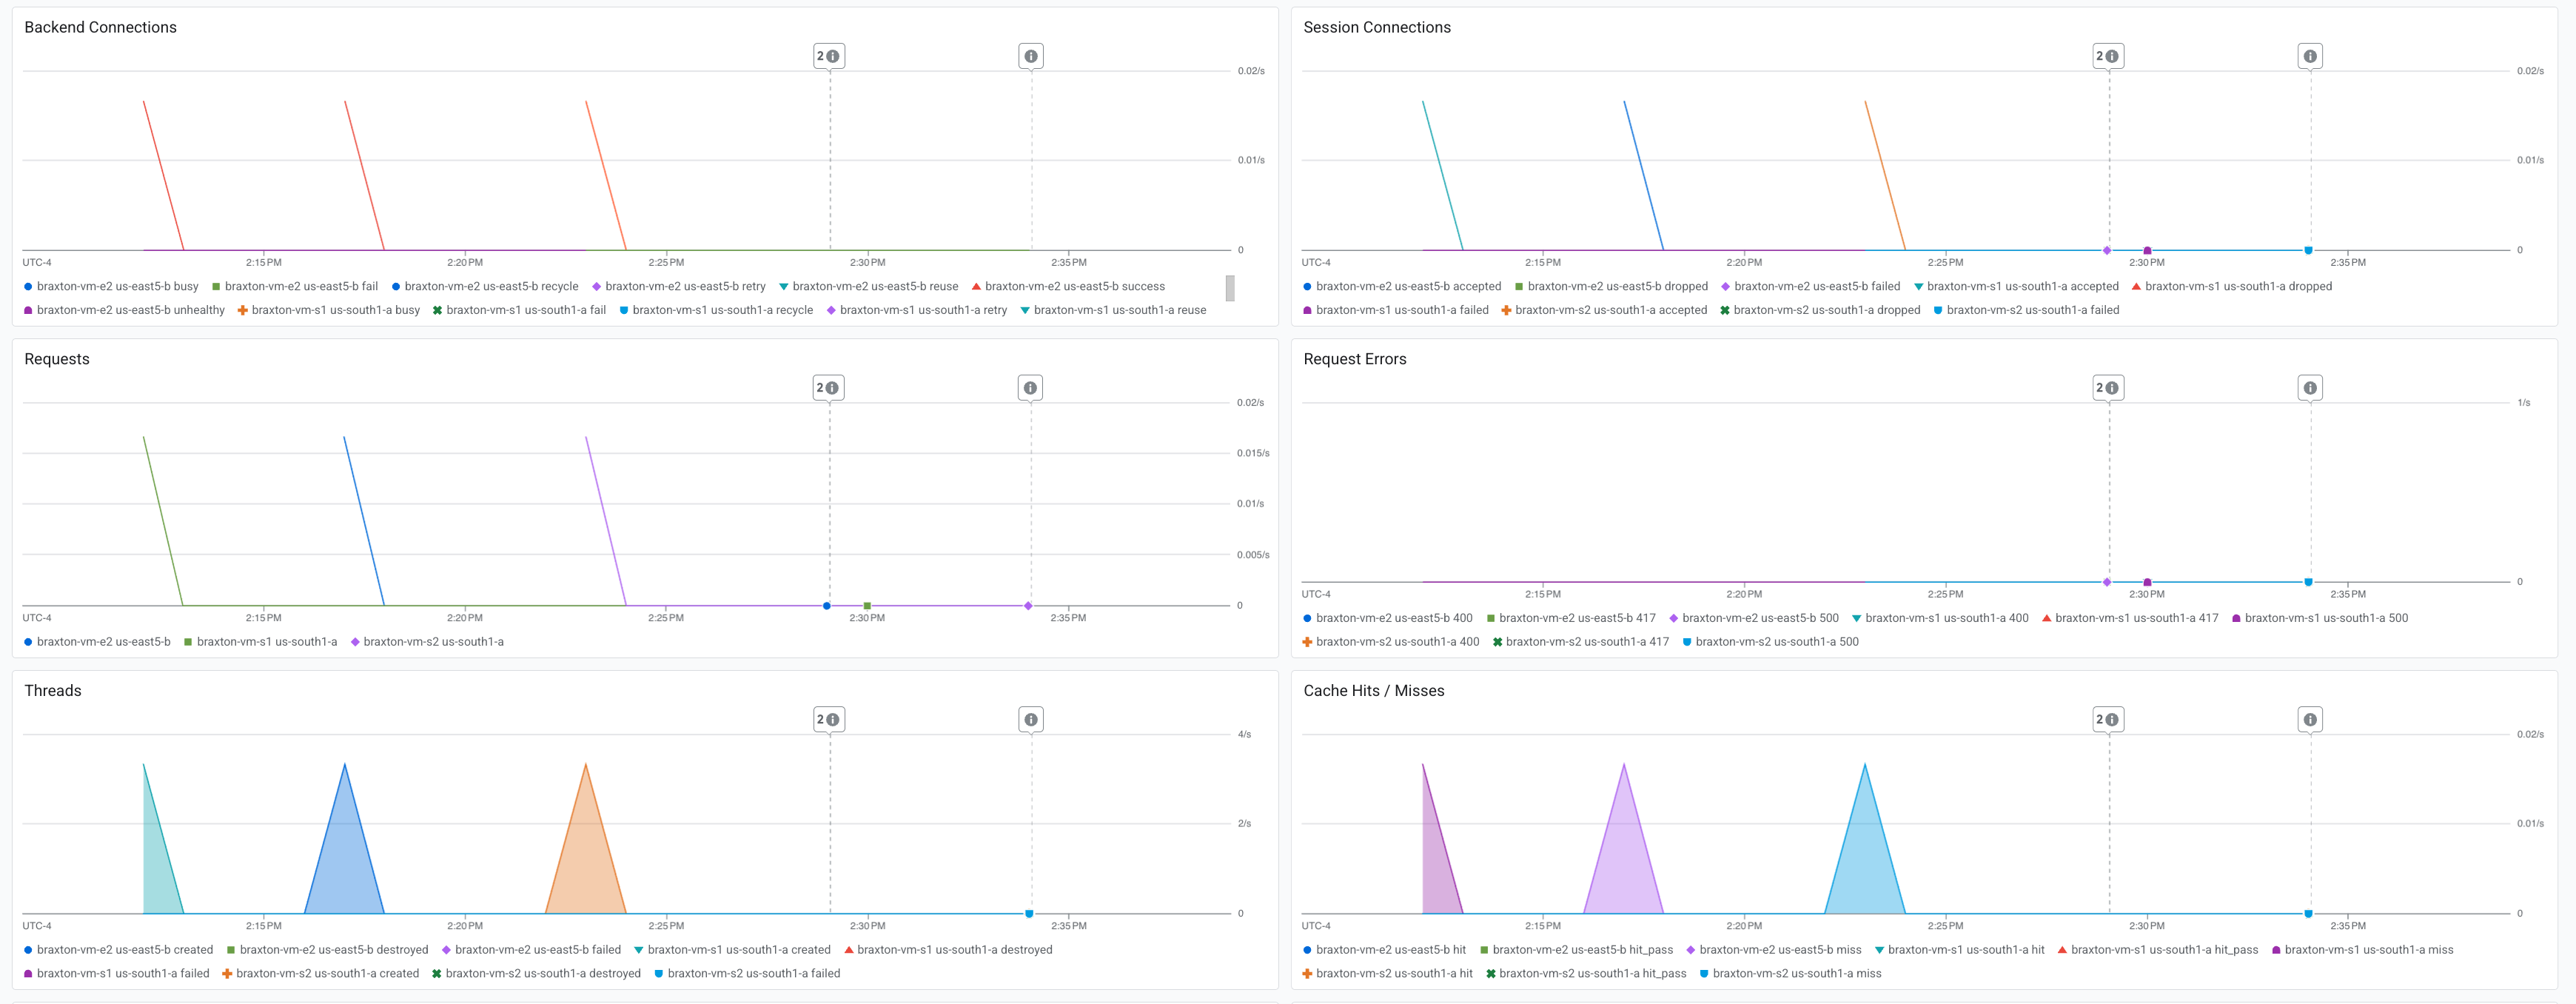 Backend Connections
2
0.02/s
0.01/s
0
UTC-4 2:15 PM 2:20 PM 2:25 PM 2:30 PM 2:35 PM
braxton-vm-e2 us-east5-b busy braxton-vm-e2 us-east5-b fail braxton-vm-e2 us-east5-b recycle braxton-vm-e2 us-east5-b retry braxton-vm-e2 us-east5-b reuse braxton-vm-e2 us-east5-b success
braxton-vm-e2 us-east5-b unhealthy braxton-vm-s1 us-south1-a busy braxton-vm-s1 us-south1-a fail braxton-vm-s1 us-south1-a recycle braxton-vm-s1 us-south1-a retry braxton-vm-s1 us-south1-a reuse
Session Connections
2
0.02/s
0.01/s
0
UTC-4 2:15 PM 2:20 PM 2:25 PM 2:30 PM 2:35 PM
braxton-vm-e2 us-east5-b accepted braxton-vm-e2 us-east5-b dropped braxton-vm-e2 us-east5-b failed braxton-vm-s1 us-south1-a accepted braxton-vm-s1 us-south1-a dropped
braxton-vm-s1 us-south1-a failed braxton-vm-s2 us-south1-a accepted braxton-vm-s2 us-south1-a dropped braxton-vm-s2 us-south1-a failed
Requests
2
0.02/s
0.015/s
0.01/s
0.005/s
0
UTC-4 2:15 PM 2:20 PM 2:25 PM 2:30 PM 2:35 PM
braxton-vm-e2 us-east5-b braxton-vm-s1 us-south1-a braxton-vm-s2 us-south1-a
Request Errors
2
1/s
0
UTC-4 2:15 PM 2:20 PM 2:25 PM 2:30 PM 2:35 PM
braxton-vm-e2 us-east5-b 400 braxton-vm-e2 us-east5-b 417 braxton-vm-e2 us-east5-b 500 braxton-vm-s1 us-south1-a 400 braxton-vm-s1 us-south1-a 417 braxton-vm-s1 us-south1-a 500
braxton-vm-s2 us-south1-a 400 braxton-vm-s2 us-south1-a 417 braxton-vm-s2 us-south1-a 500
Threads
2
4/s
2/s
0
UTC-4 2:15 PM 2:20 PM 2:25 PM 2:30 PM 2:35 PM
braxton-vm-e2 us-east5-b created braxton-vm-e2 us-east5-b destroyed braxton-vm-e2 us-east5-b failed braxton-vm-s1 us-south1-a created braxton-vm-s1 us-south1-a destroyed
braxton-vm-s1 us-south1-a failed braxton-vm-s2 us-south1-a created braxton-vm-s2 us-south1-a destroyed braxton-vm-s2 us-south1-a failed
Cache Hits / Misses
2
0.02/s
0.01/s
0
UTC-4 2:15 PM 2:20 PM 2:25 PM 2:30 PM 2:35 PM
braxton-vm-e2 us-east5-b hit braxton-vm-e2 us-east5-b hit_pass braxton-vm-e2 us-east5-b miss braxton-vm-s1 us-south1-a hit braxton-vm-s1 us-south1-a hit_pass braxton-vm-s1 us-south1-a miss
braxton-vm-s2 us-south1-a hit braxton-vm-s2 us-south1-a hit_pass braxton-vm-s2 us-south1-a miss